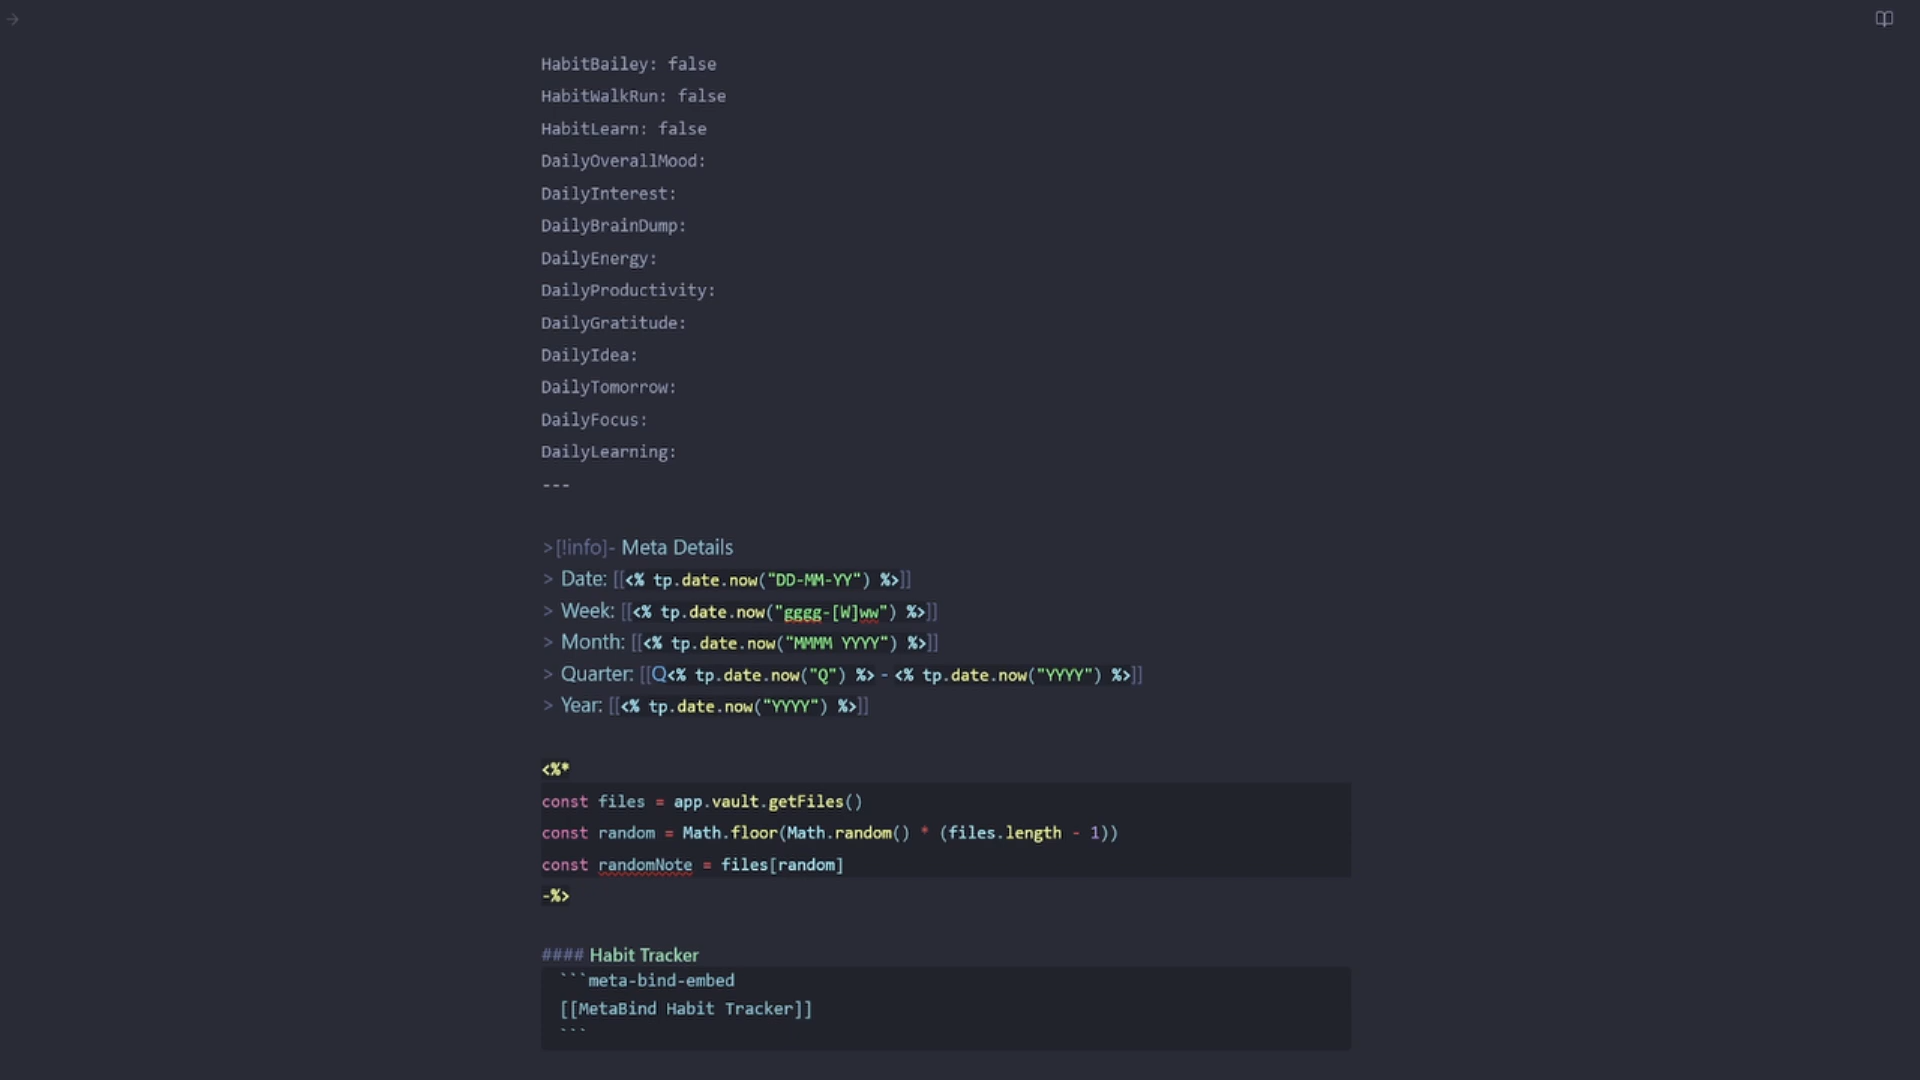 HabitBailey: false
HabitWalkRun: false
HabitLearn: false
DailyOverallMood:
DailyInterest:
DailyBrainDump:
DailyEnergy:
DailyProductivity:
DailyGratitude:
DailyIdea:
DailyTomorrow:
DailyFocus:
DailyLearning:
---
>[!info]- Meta Details
> Date: [[<% tp.date.now("DD-MM-YY") %>]]
> Week: [[<% tp.date.now("gggg-[W]ww") %>]]
> Month: [[<% tp.date.now("MMMM YYYY") %>]]
> Quarter: [[Q<% tp.date.now("Q") %> - <% tp.date.now("YYYY") %>]]
> Year: [[<% tp.date.now("YYYY") %>]]
<%*
const files = app.vault.getFiles()
const random = Math.floor(Math.random() * (files.length - 1))
const randomNote = files[random]
-%>
#### Habit Tracker
```meta-bind-embed
[[MetaBind Habit Tracker]]
```